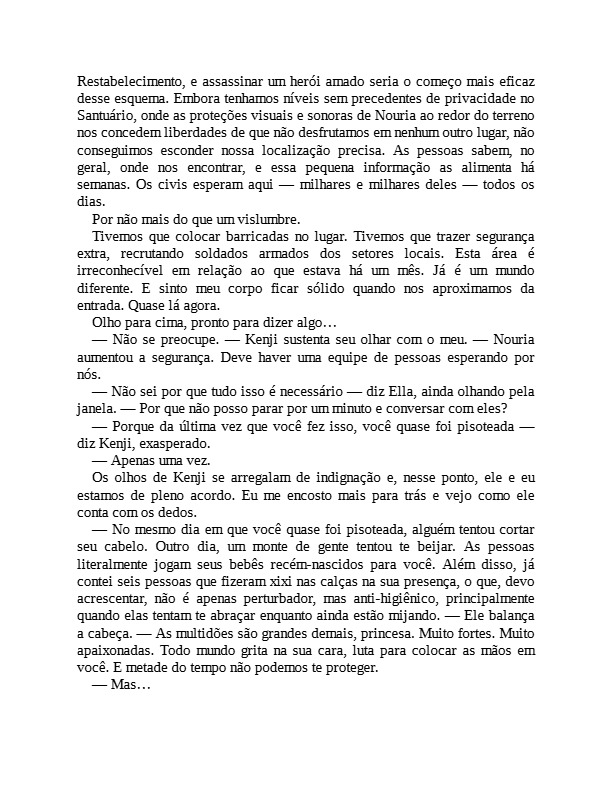 Restabelecimento, e assassinar um herói amado seria o começo mais eficaz
desse esquema. Embora tenhamos níveis sem precedentes de privacidade no
Santuário, onde as proteções visuais e sonoras de Nouria ao redor do terreno
nos concedem liberdades de que não desfrutamos em nenhum outro lugar, não
conseguimos esconder nossa localização precisa. As pessoas sabem, no
geral, onde nos encontrar, e essa pequena informação as alimenta há
semanas. Os civis esperam aqui — milhares e milhares deles — todos os
dias.
Por não mais do que um vislumbre.
Tivemos que colocar barricadas no lugar. Tivemos que trazer segurança
extra, recrutando soldados armados dos setores locais. Esta área é
irreconhecível em relação ao que estava há um mês. Já é um mundo
diferente. E sinto meu corpo ficar sólido quando nos aproximamos da
entrada. Quase lá agora.
Olho para cima, pronto para dizer algo…
— Não se preocupe. — Kenji sustenta seu olhar com o meu. — Nouria
aumentou a segurança. Deve haver uma equipe de pessoas esperando por
nós.
— Não sei por que tudo isso é necessário — diz Ella, ainda olhando pela
janela. — Por que não posso parar por um minuto e conversar com eles?
— Porque da última vez que você fez isso, você quase foi pisoteada —
diz Kenji, exasperado.
— Apenas uma vez.
Os olhos de Kenji se arregalam de indignação e, nesse ponto, ele e eu
estamos de pleno acordo. Eu me encosto mais para trás e vejo como ele
conta com os dedos.
— No mesmo dia em que você quase foi pisoteada, alguém tentou cortar
seu cabelo. Outro dia, um monte de gente tentou te beijar. As pessoas
literalmente jogam seus bebês recém-nascidos para você. Além disso, já
contei seis pessoas que fizeram xixi nas calças na sua presença, o que, devo
acrescentar, não é apenas perturbador, mas anti-higiênico, principalmente
quando elas tentam te abraçar enquanto ainda estão mijando. — Ele balança
a cabeça. — As multidões são grandes demais, princesa. Muito fortes. Muito
apaixonadas. Todo mundo grita na sua cara, luta para colocar as mãos em
você. E metade do tempo não podemos te proteger.
— Mas…